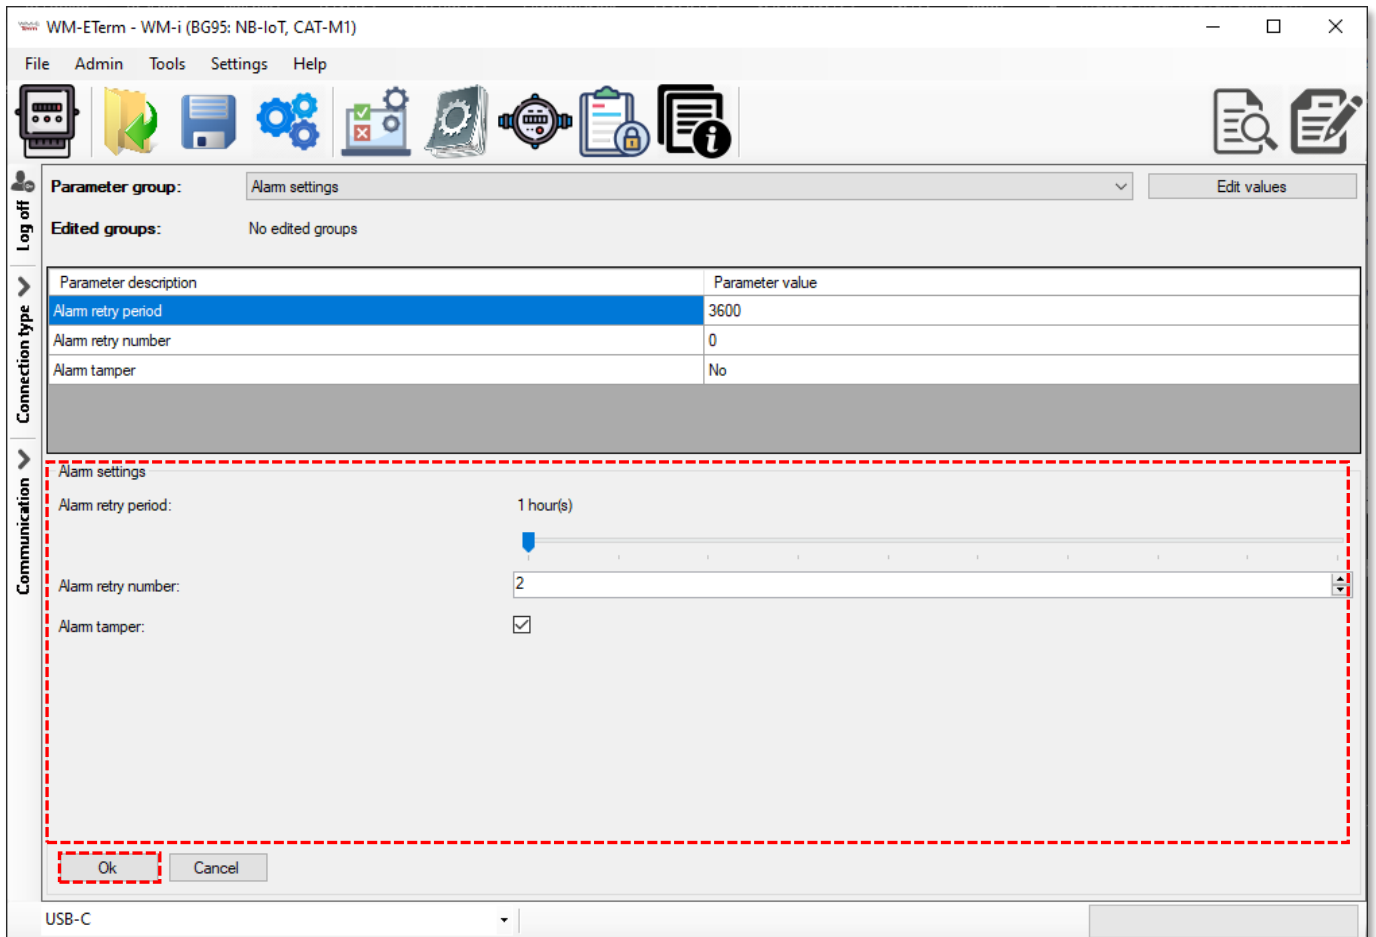 WM-ETerm - WM-i (BG95: NB-IoT, CAT-M1)
File Admin Tools Settings Help
Log off
Connection type
Communication
Parameter group: Alarm settings Edit values
Edited groups: No edited groups
Parameter description Parameter value
Alarm retry period 3600
Alarm retry number 0
Alarm tamper No
Alarm settings
Alarm retry period: 1 hour(s)
Alarm retry number: 2
Alarm tamper:
Ok Cancel
USB-C